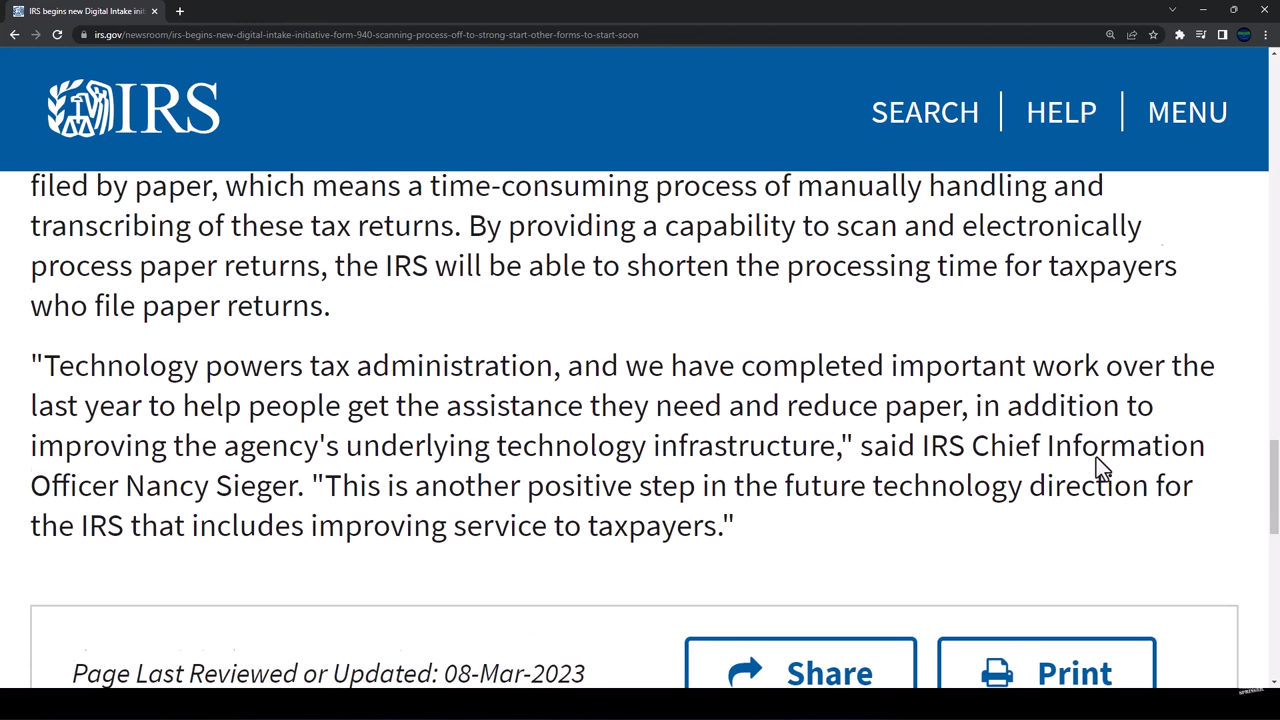 IRS begins new Digital Intake init
irs.gov/newsroom/irs-begins-new-digital-intake-initiative-form-940-scanning-process-off-to-strong-start-other-forms-to-start-soon
IRS
SEARCH
HELP
MENU
filed by paper, which means a time-consuming process of manually handling and
transcribing of these tax returns. By providing a capability to scan and electronically
process paper returns, the IRS will be able to shorten the processing time for taxpayers
who file paper returns.
"Technology powers tax administration, and we have completed important work over the
last year to help people get the assistance they need and reduce paper, in addition to
improving the agency's underlying technology infrastructure," said IRS Chief Information
Officer Nancy Sieger. "This is another positive step in the future technology direction for
the IRS that includes improving service to taxpayers."
Page Last Reviewed or Updated: 08-Mar-2023
Share
Print